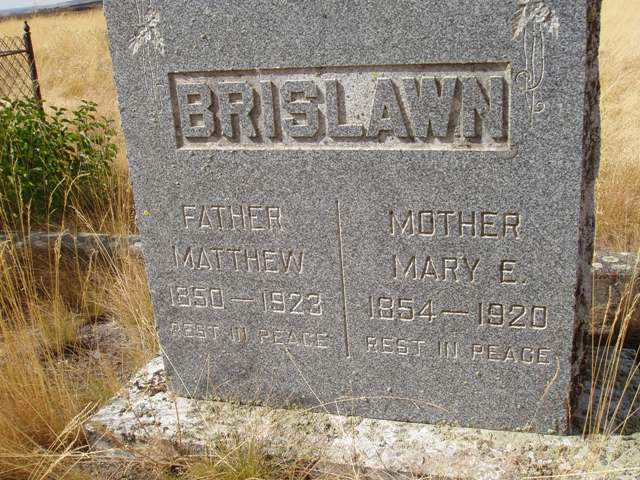 BRISLAWN
FATHER
MATTHEW
1850 — 1923
REST IN PEACE
MOTHER
MARY E.
1854 — 1920
REST IN PEACE